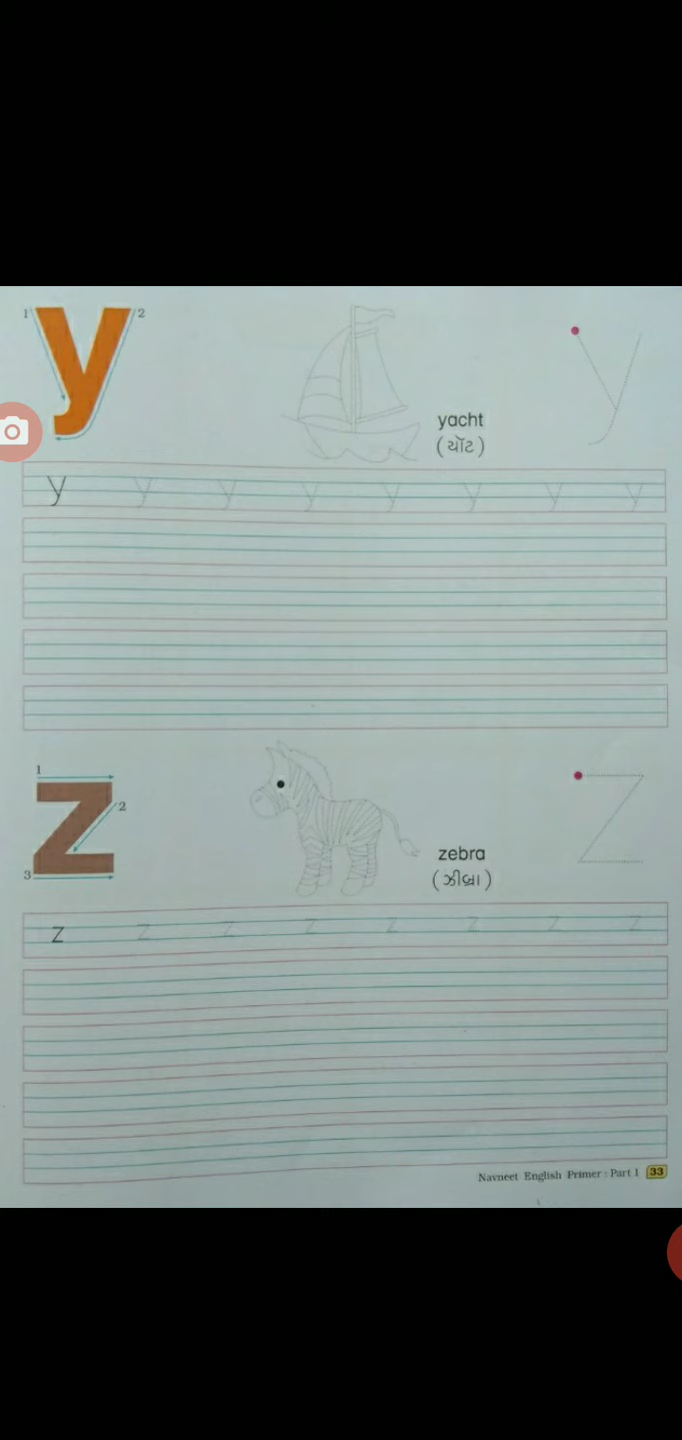 1 y 2
yacht
(યૉટ)
y
y y y y y y y y
1
z 2
3
zebra
(ઝીબ્રા)
z
z z z z z z z z
Navneet English Primer : Part 1 33